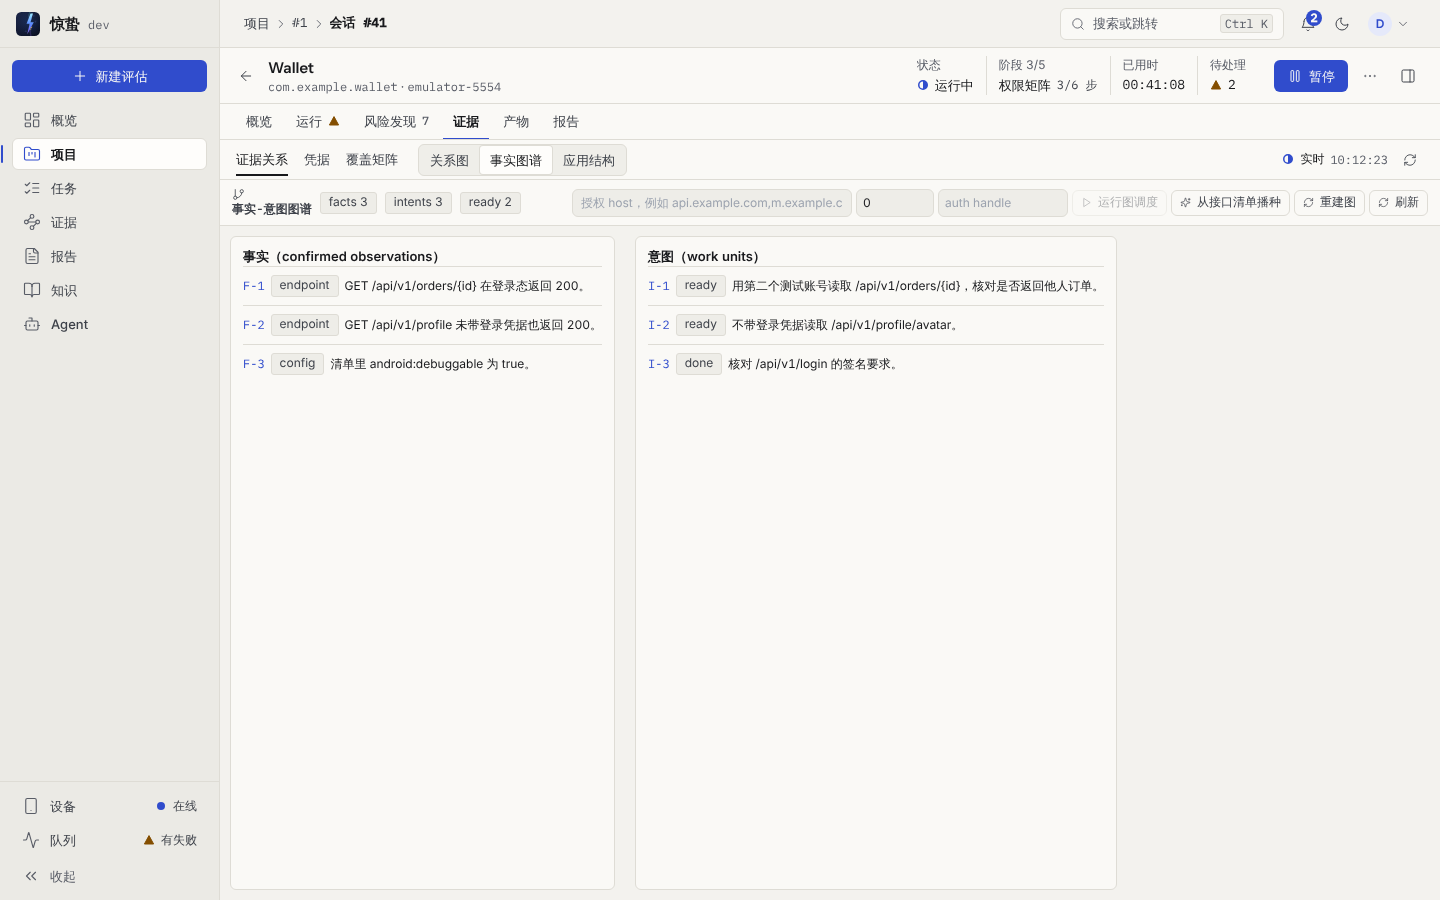 惊蛰 dev
项目 > #1 > 会话 #41
搜索或跳转 Ctrl K
2
D
新建评估
概览
项目
任务
证据
报告
知识
Agent
设备 在线
队列 有失败
收起
Wallet
com.example.wallet · emulator-5554
状态
运行中
阶段 3/5
权限矩阵 3/6 步
已用时
00:41:08
待处理
2
暂停
概览 运行 风险发现 7 证据 产物 报告
证据关系 凭据 覆盖矩阵 关系图 事实图谱 应用结构
实时 10:12:23
事实-意图图谱 facts 3 intents 3 ready 2
授权 host，例如 api.example.com,m.example.c
0
auth handle
运行图调度 从接口清单播种 重建图 刷新
事实（confirmed observations）
F-1 endpoint GET /api/v1/orders/{id} 在登录态返回 200。
F-2 endpoint GET /api/v1/profile 未带登录凭据也返回 200。
F-3 config 清单里 android:debuggable 为 true。
意图（work units）
I-1 ready 用第二个测试账号读取 /api/v1/orders/{id}，核对是否返回他人订单。
I-2 ready 不带登录凭据读取 /api/v1/profile/avatar。
I-3 done 核对 /api/v1/login 的签名要求。